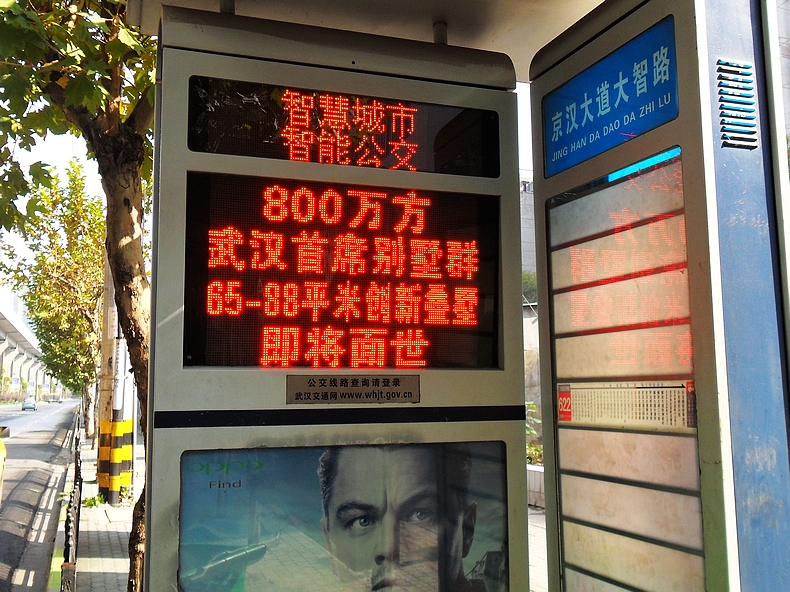 智慧城市
智能公交
800万方
武汉首席别墅群
65-88平米创新叠墅
即将面世
公交线路查询请登录
武汉交通网 www.whjt.gov.cn
oppo
Find
京汉大道大智路
JING HAN DA DAO DA ZHI LU
622